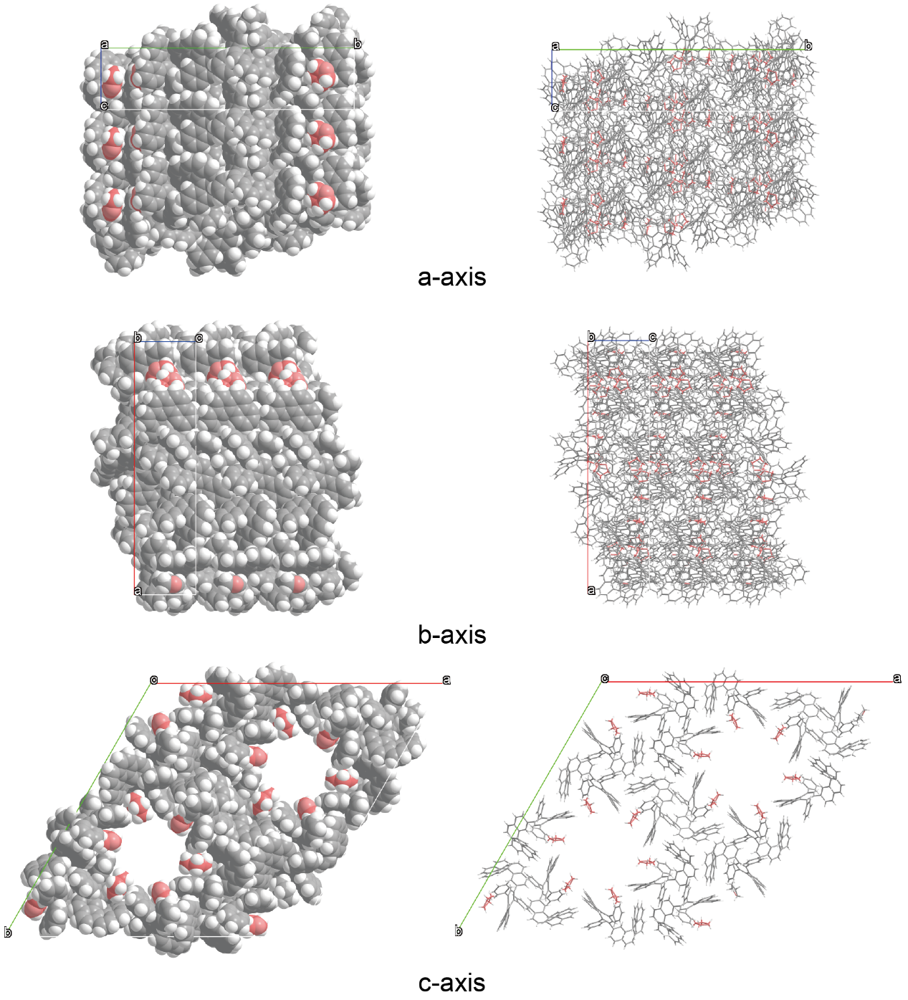 a b a b
c c
a-axis
b c b c
a a
b-axis
c a c a
b b
c-axis